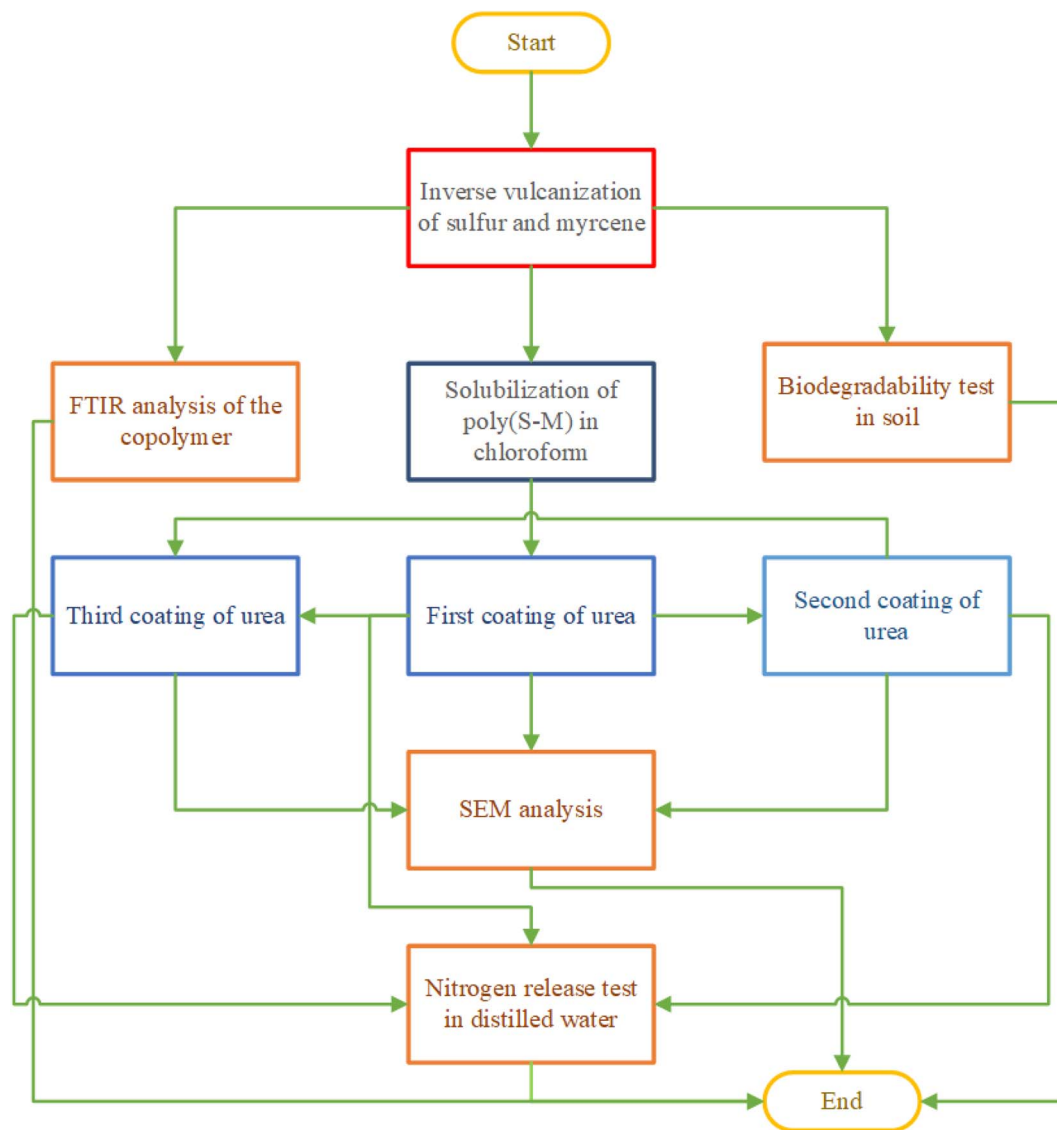 Start
Inverse vulcanization
of sulfur and myrcene
FTIR analysis of the
copolymer
Solubilization of
poly(S-M) in
chloroform
Biodegradability test
in soil
Third coating of urea
First coating of urea
Second coating of
urea
SEM analysis
Nitrogen release test
in distilled water
End